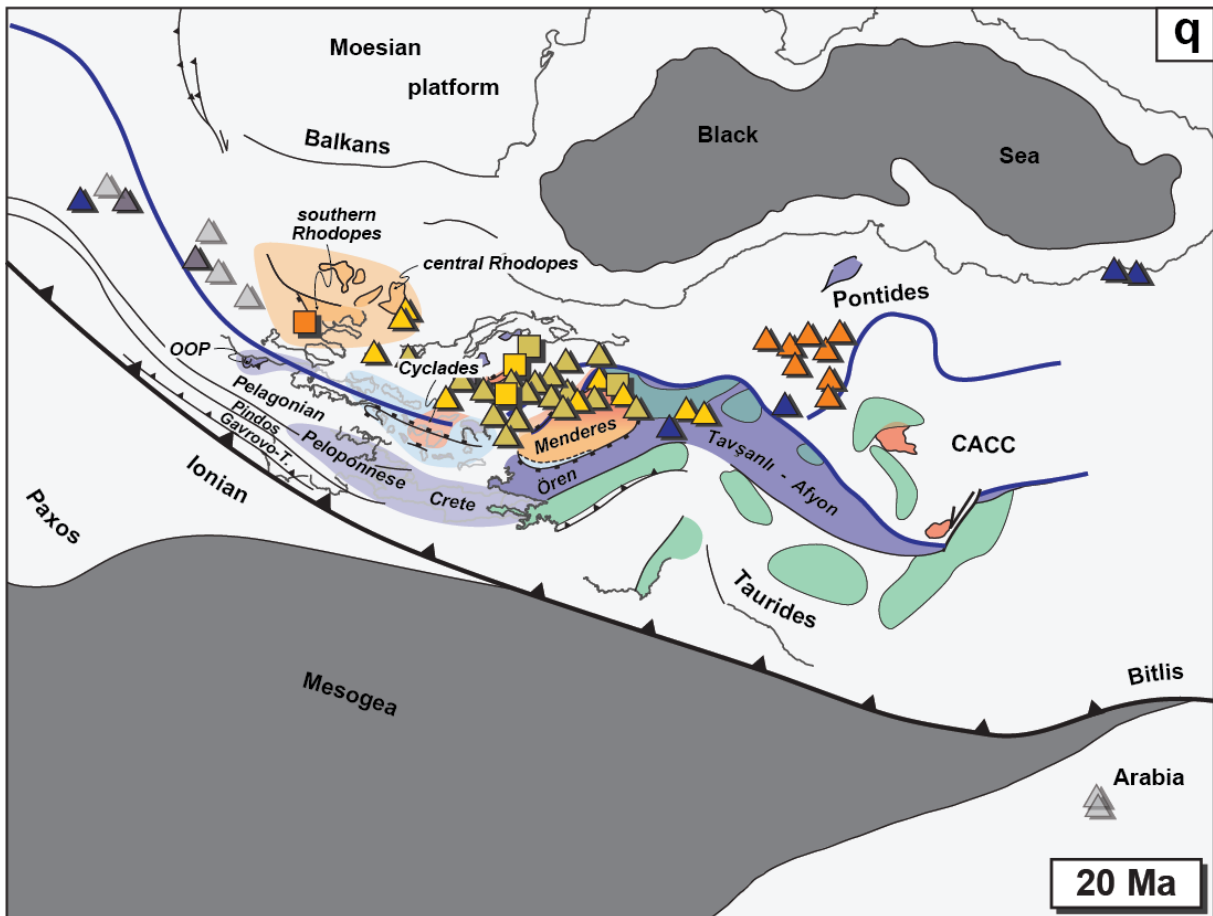 q
Moesian
platform
Balkans
Black
Sea
southern
Rhodopes
central Rhodopes
Pontides
OOP
Cyclades
Pelagonian
Pindos
Gavrovo-T.
Ionian
Peloponnese
Crete
Menderes
Ören
Tavşanlı - Afyon
CACC
Paxos
Taurides
Mesogea
Bitlis
Arabia
20 Ma